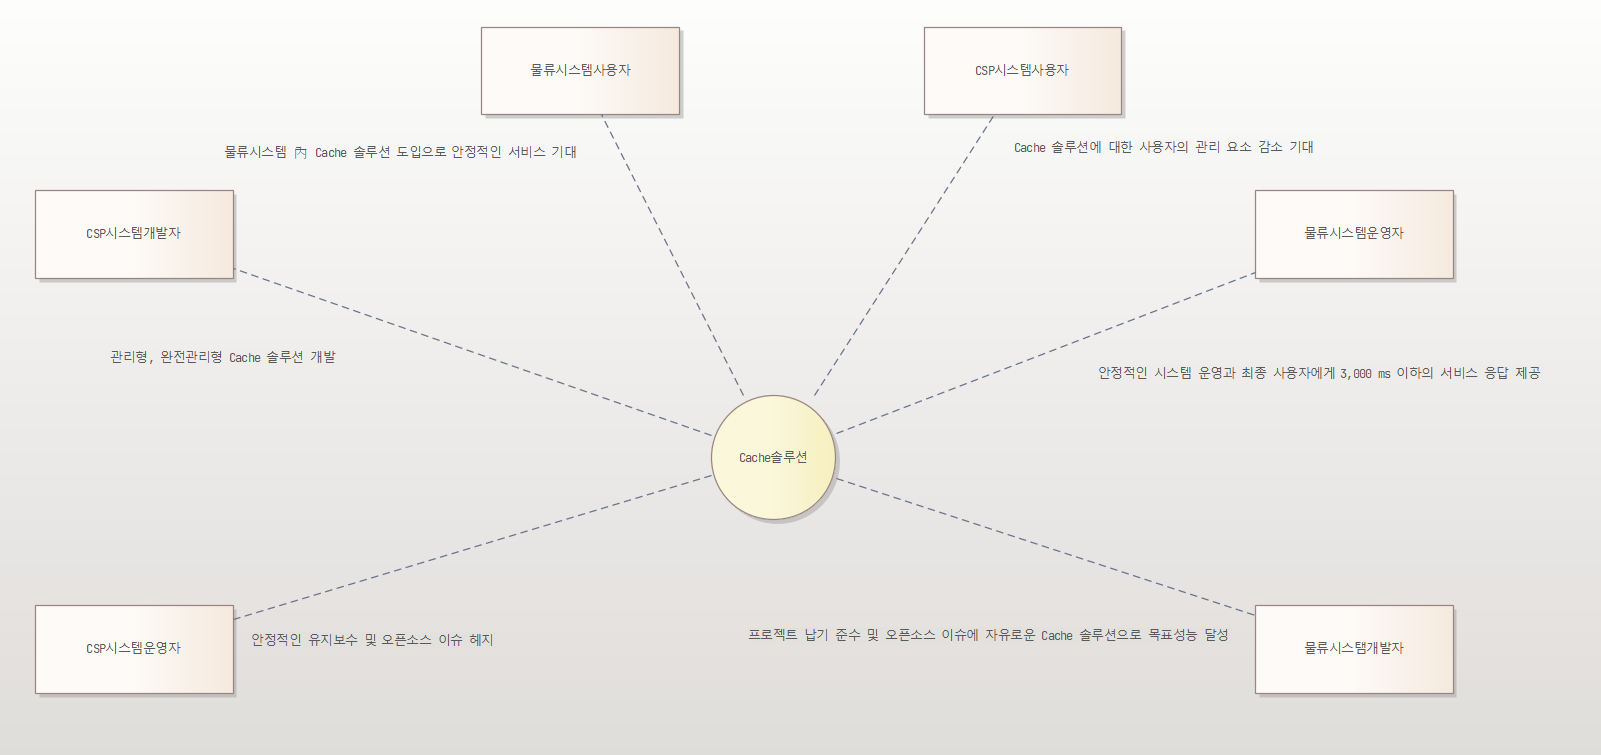 물류시스템사용자
CSP시스템사용자
물류시스템 內 Cache 솔루션 도입으로 안정적인 서비스 기대
Cache 솔루션에 대한 사용자의 관리 요소 감소 기대
CSP시스템개발자
물류시스템운영자
관리형, 완전관리형 Cache 솔루션 개발
안정적인 시스템 운영과 최종 사용자에게 3,000 ms 이하의 서비스 응답 제공
Cache솔루션
안정적인 유지보수 및 오픈소스 이슈 헤지
프로젝트 납기 준수 및 오픈소스 이슈에 자유로운 Cache 솔루션으로 목표성능 달성
CSP시스템운영자
물류시스템개발자